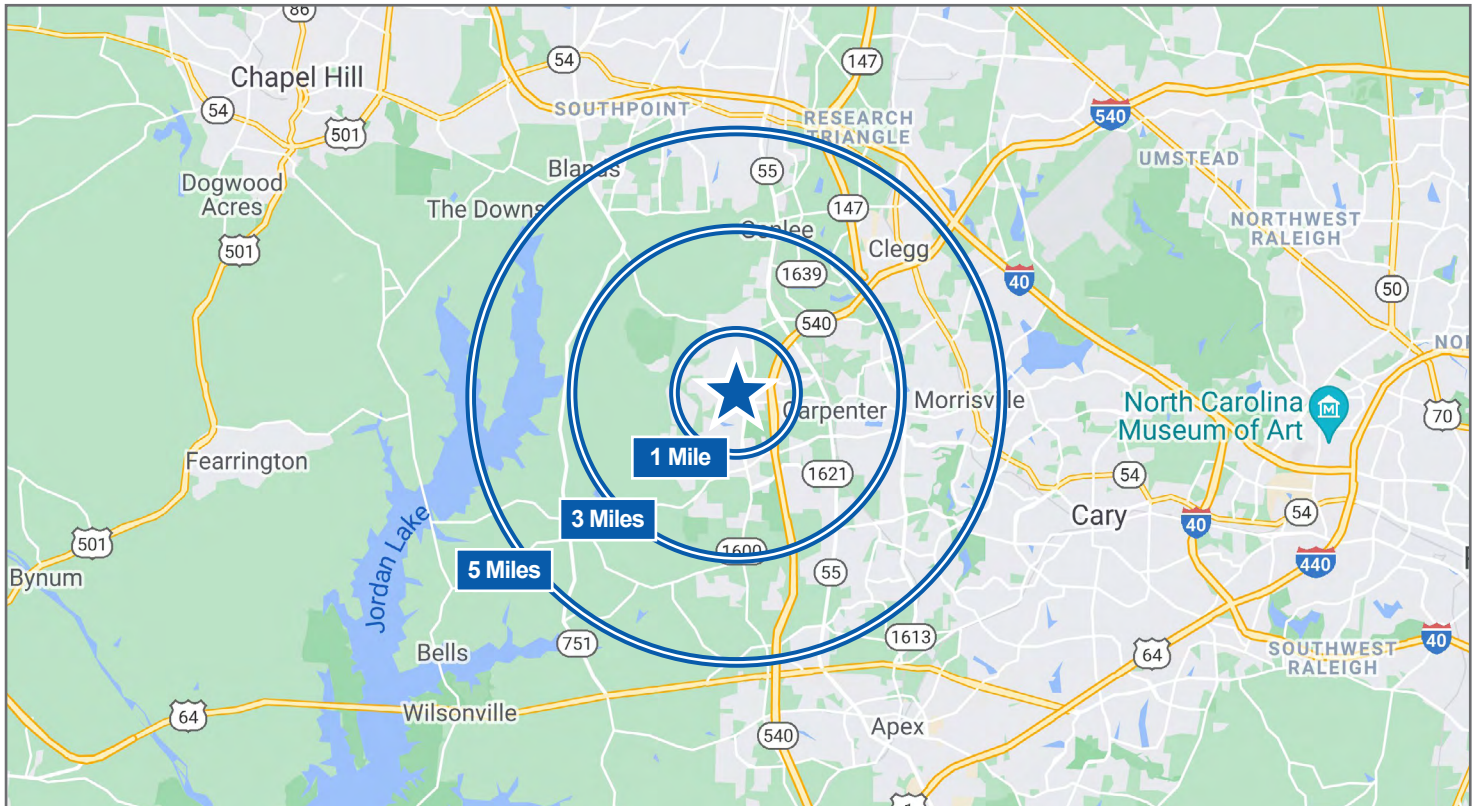 86
54
147
Chapel Hill
54
501
SOUTHPOINT
RESEARCH
TRIANGLE
540
UMSTEAD
Blands
55
Dogwood
Acres
The Downs
147
NORTHWEST
RALEIGH
501
Genlee
Clegg
1639
40
50
540
Carpenter
Morrisville
North Carolina
Museum of Art
70
1 Mile
Fearrington
1621
54
3 Miles
Cary
40
54
501
1600
440
5 Miles
55
Bynum
Jordan Lake
Bells
751
1613
64
SOUTHWEST
RALEIGH
40
64
Wilsonville
540
Apex
1